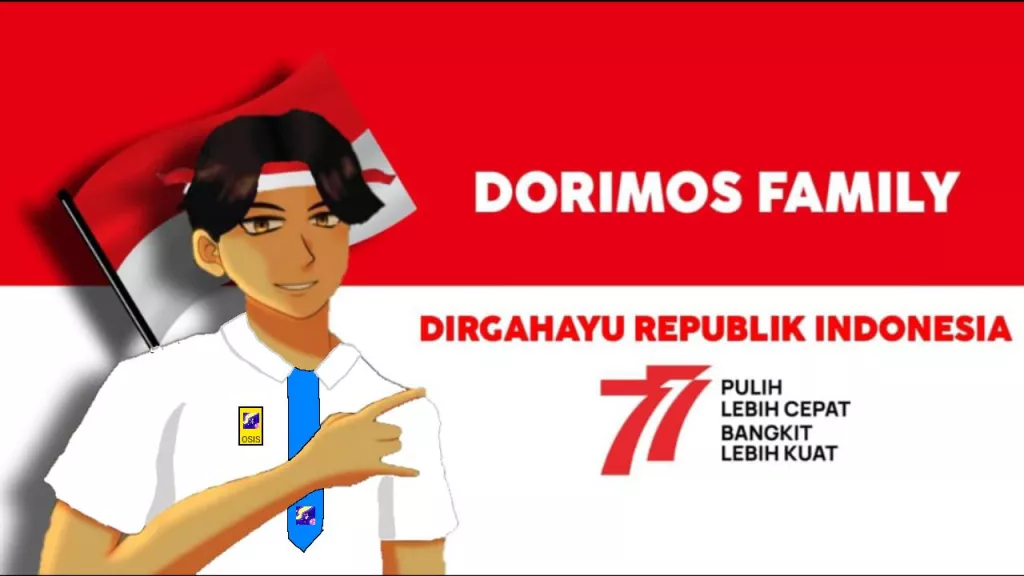 DORIMOS FAMILY
DIRGAHAYU REPUBLIK INDONESIA
77
PULIH
LEBIH CEPAT
BANGKIT
LEBIH KUAT
OSIS